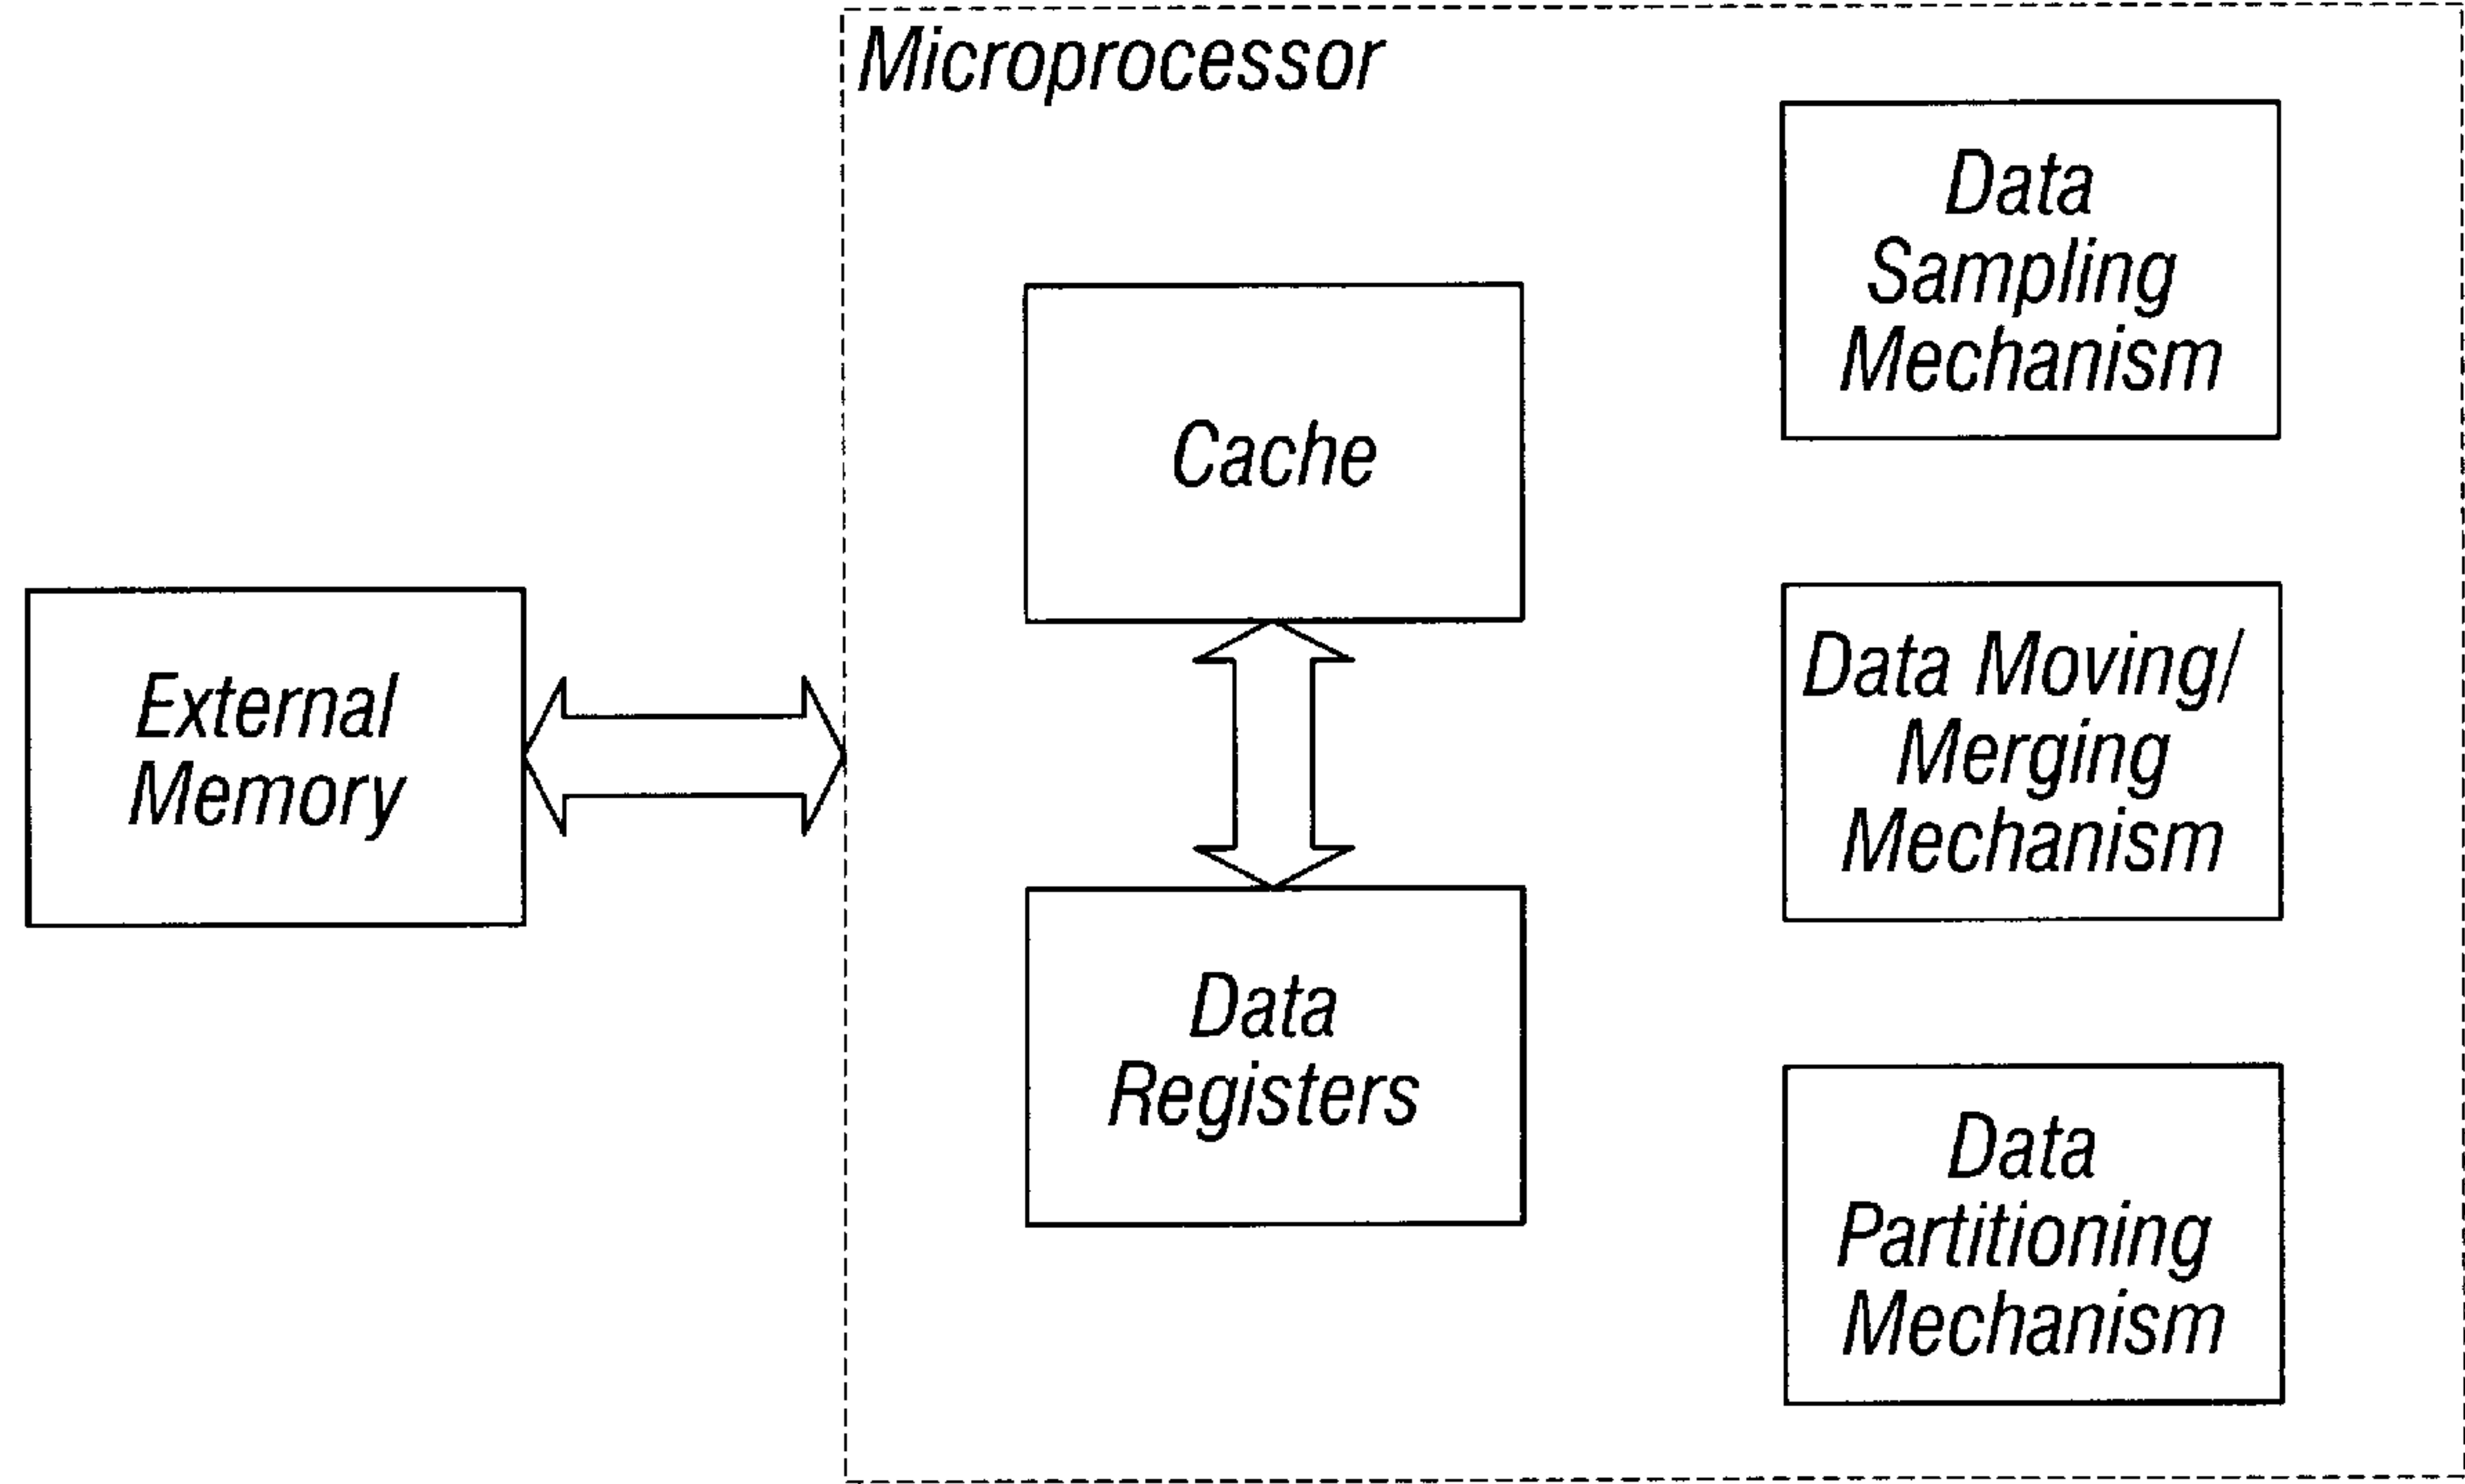 Microprocessor
Data
Sampling
Mechanism
Cache
External
Memory
Data Moving/
Merging
Mechanism
Data
Registers
Data
Partitioning
Mechanism